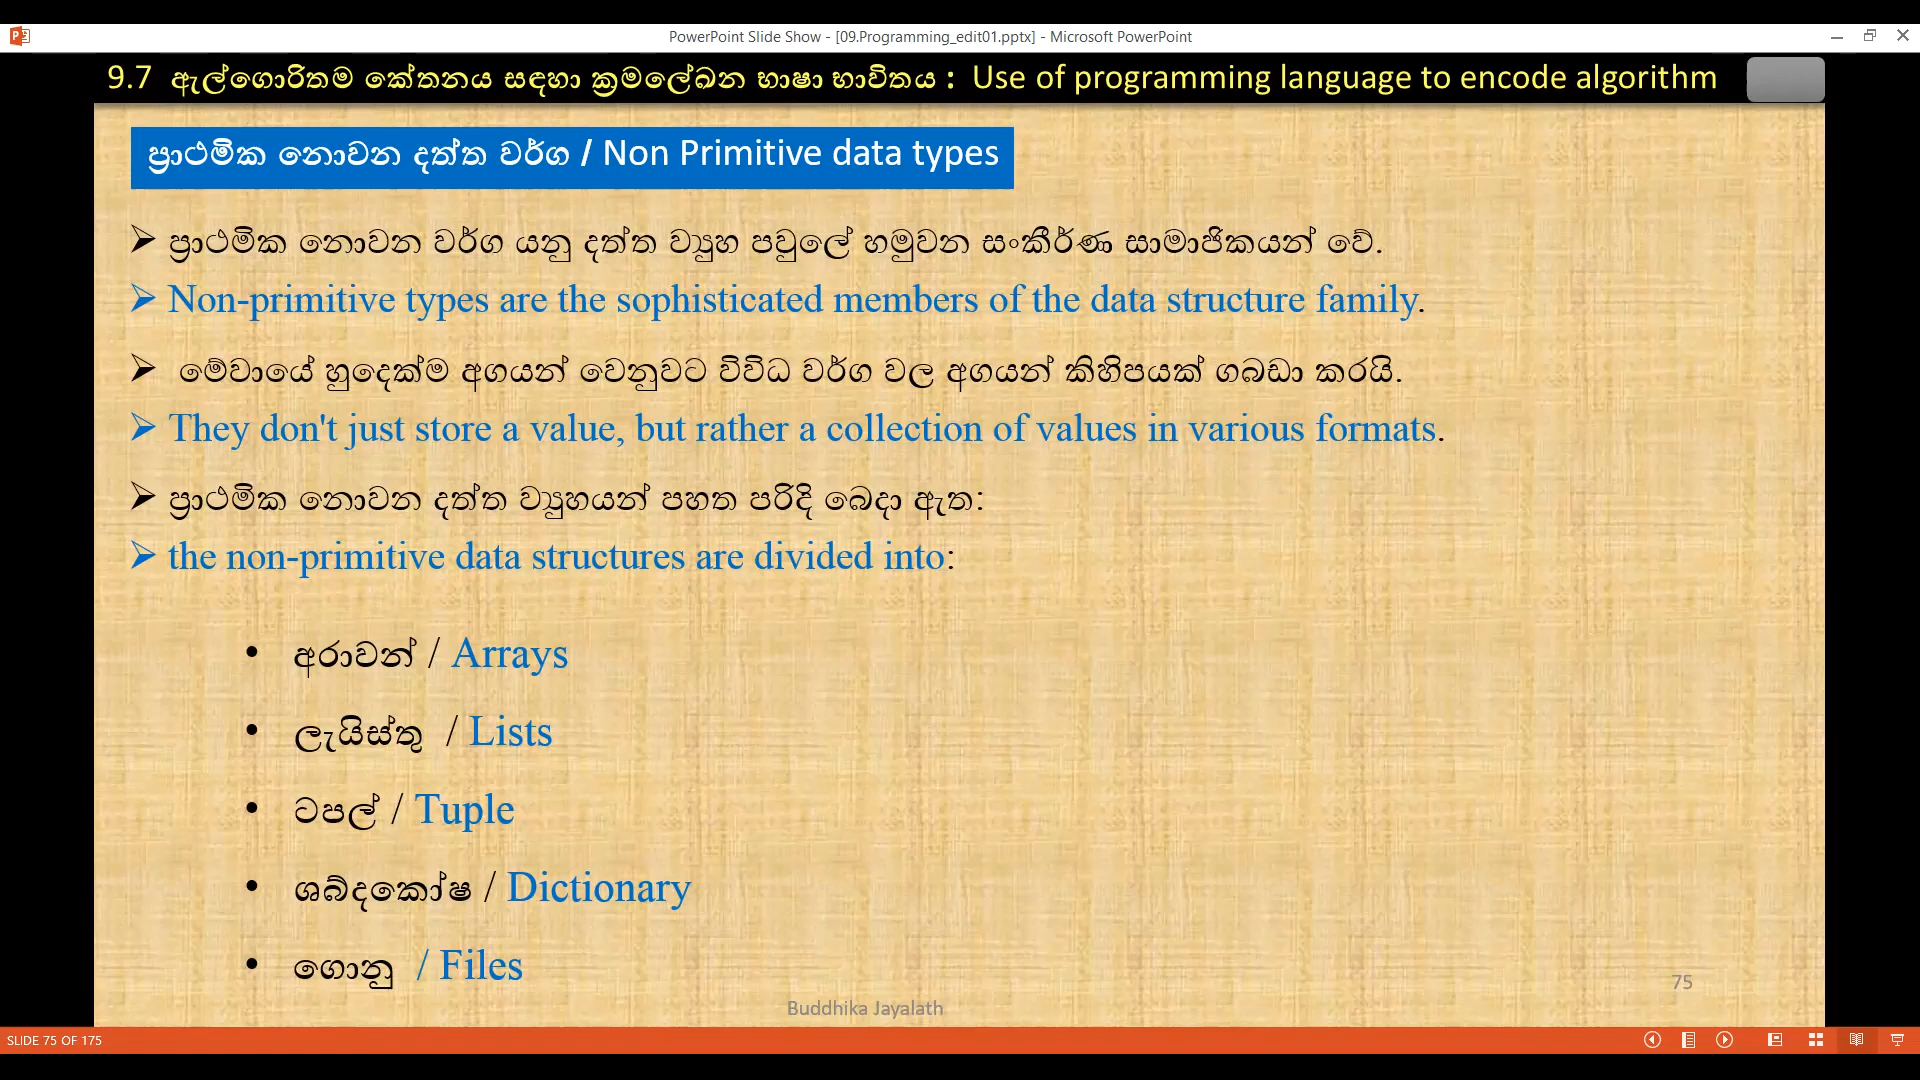 PowerPoint Slide Show - [09.Programming_edit01.pptx] - Microsoft PowerPoint
9.7 ඇල්ගොරිතම කේතනය සඳහා ක්‍රමලේඛන භාෂා භාවිතය : Use of programming language to encode algorithm
ප්‍රාථමික නොවන දත්ත වර්ග / Non Primitive data types
➢ ප්‍රාථමික නොවන වර්ග යනු දත්ත ව්‍යුහ පවුලේ හමුවන සංකීර්ණ සාමාජිකයන් වේ.
➢ Non-primitive types are the sophisticated members of the data structure family.
➢ මේවායේ හුදෙක්ම අගයන් වෙනුවට විවිධ වර්ග වල අගයන් කිහිපයක් ගබඩා කරයි.
➢ They don't just store a value, but rather a collection of values in various formats.
➢ ප්‍රාථමික නොවන දත්ත ව්‍යුහයන් පහත පරිදි බෙදා ඇත:
➢ the non-primitive data structures are divided into:
• අරාවන් / Arrays
• ලැයිස්තු / Lists
• ටපල් / Tuple
• ශබ්දකෝෂ / Dictionary
• ගොනු / Files
75
Buddhika Jayalath
SLIDE 75 OF 175